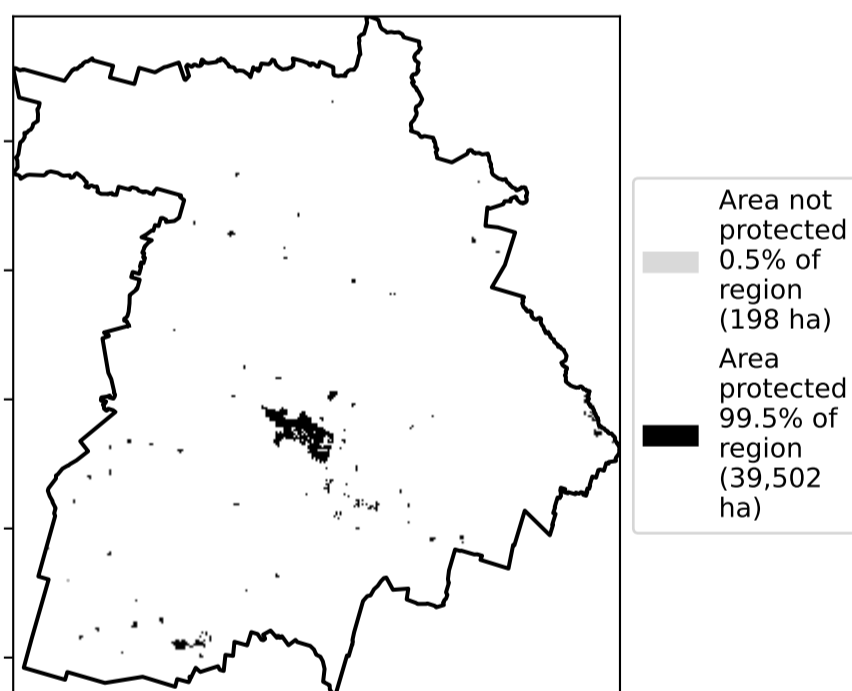 Area not
protected
0.5% of
region
(198 ha)
Area
protected
99.5% of
region
(39,502
ha)